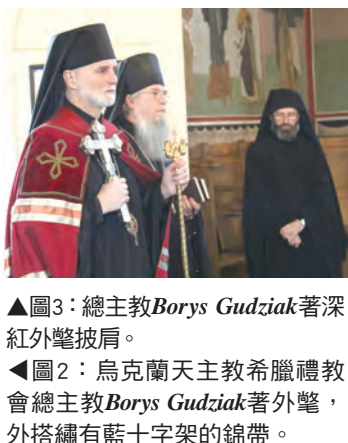 ▲圖3：總主教Borys Gudziak著深
紅外氅披肩。
◀圖2：烏克蘭天主教希臘禮教
會總主教Borys Gudziak著外氅，
外搭繡有藍十字架的錦帶。